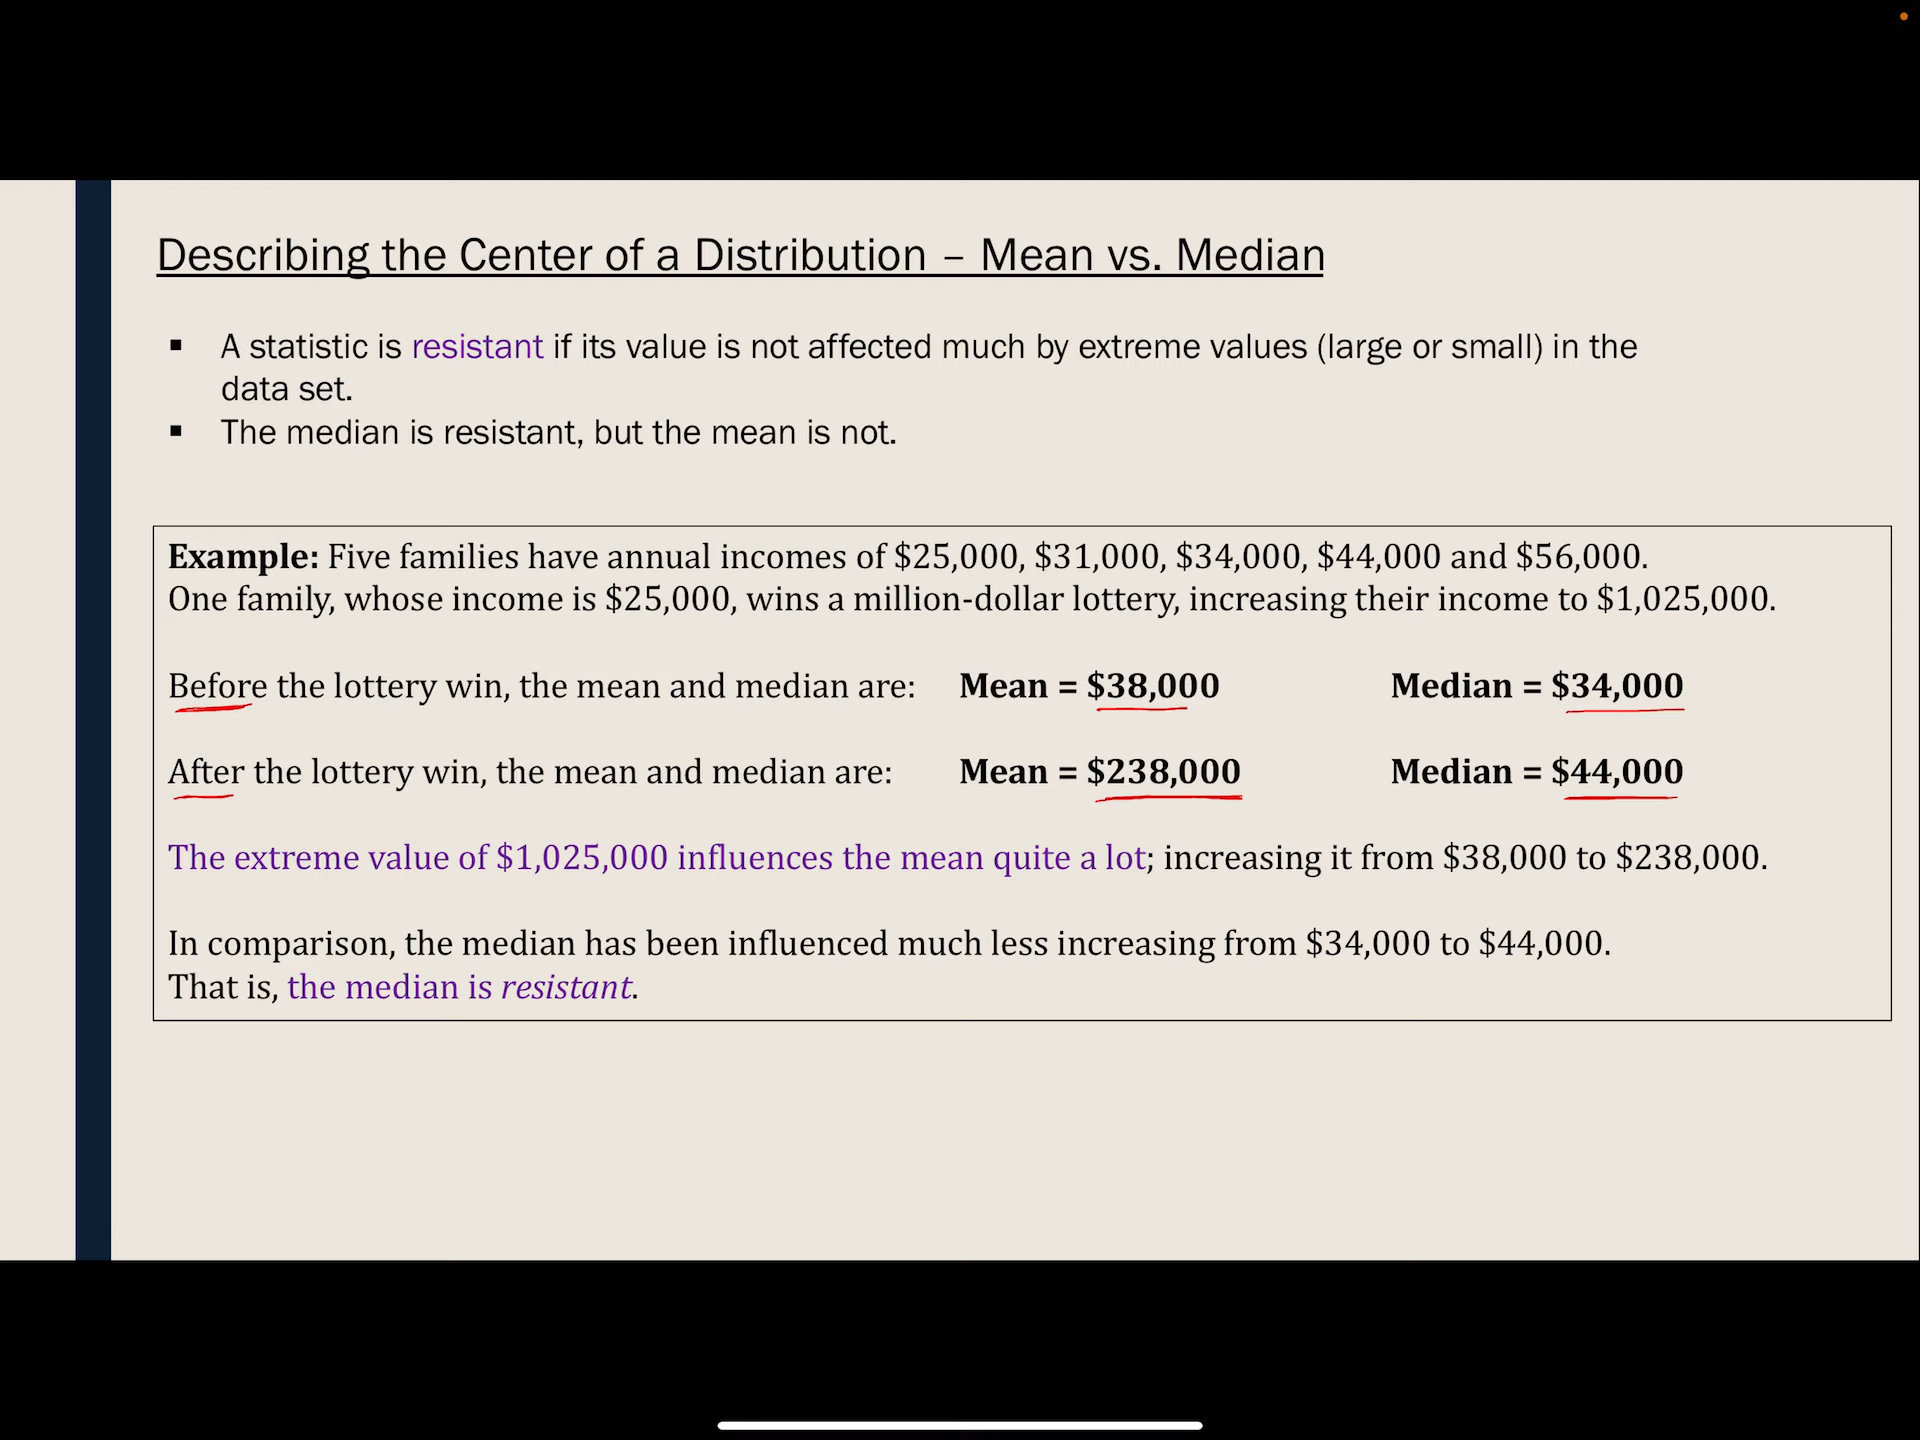 Describing the Center of a Distribution – Mean vs. Median
▪ A statistic is resistant if its value is not affected much by extreme values (large or small) in the
data set.
▪ The median is resistant, but the mean is not.
Example: Five families have annual incomes of $25,000, $31,000, $34,000, $44,000 and $56,000.
One family, whose income is $25,000, wins a million-dollar lottery, increasing their income to $1,025,000.
Before the lottery win, the mean and median are: Mean = $38,000 Median = $34,000
After the lottery win, the mean and median are: Mean = $238,000 Median = $44,000
The extreme value of $1,025,000 influences the mean quite a lot; increasing it from $38,000 to $238,000.
In comparison, the median has been influenced much less increasing from $34,000 to $44,000.
That is, the median is resistant.